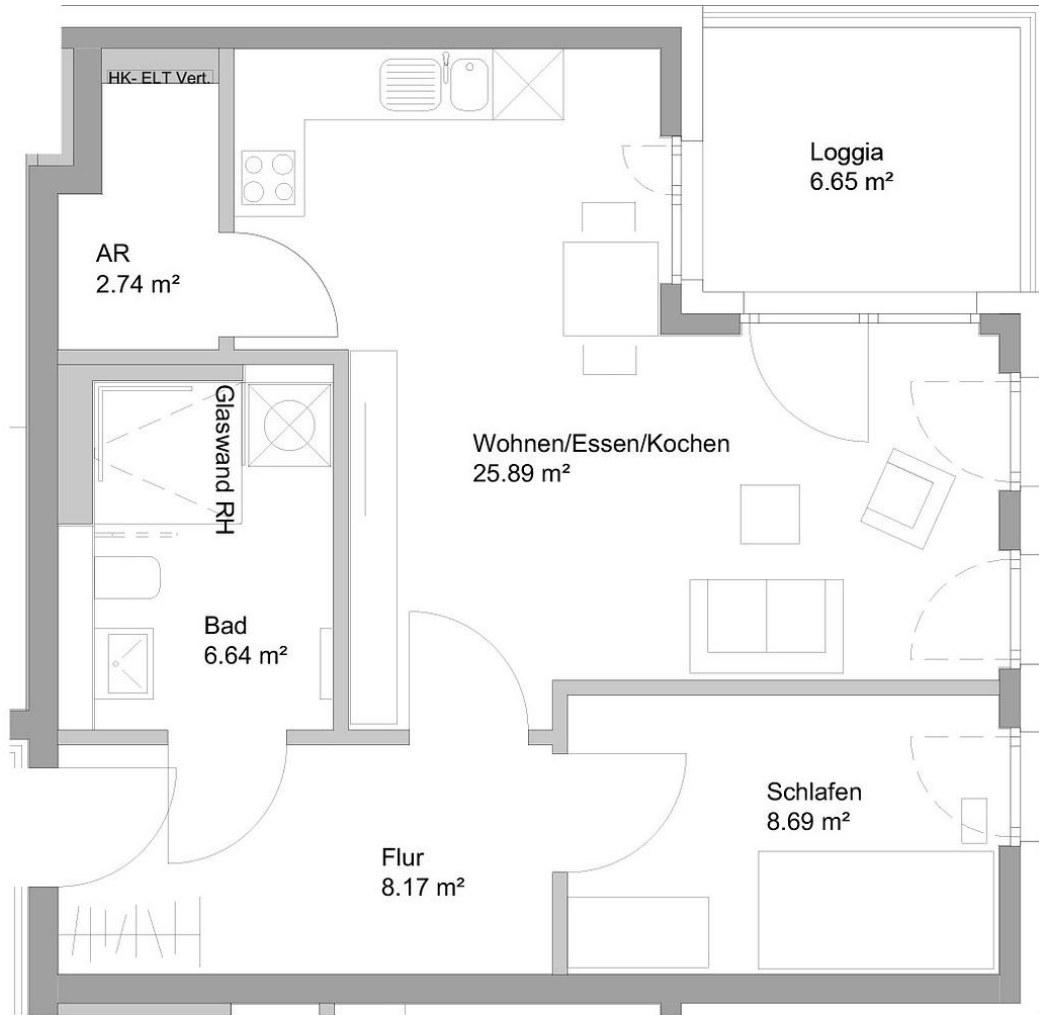 HK- ELT Vert.
Loggia
6.65 m²
AR
2.74 m²
Glaswand RH
Wohnen/Essen/Kochen
25.89 m²
Bad
6.64 m²
Schlafen
8.69 m²
Flur
8.17 m²